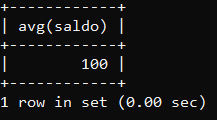 +------------+
| avg(saldo) |
+------------+
|        100 |
+------------+
1 row in set (0.00 sec)